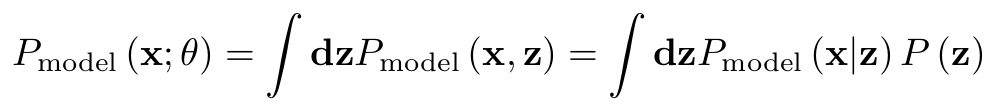 P_model (x; θ) = ∫ dz P_model (x, z) = ∫ dz P_model (x|z) P (z)